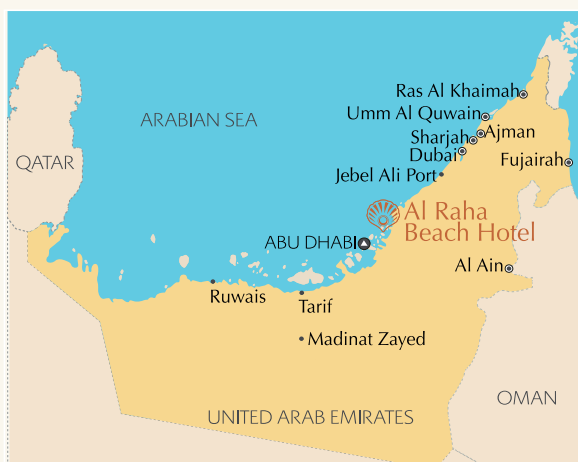 Ras Al Khaimah
Umm Al Quwain
ARABIAN SEA
Ajman
Sharjah
Dubai
Fujairah
QATAR
Jebel Ali Port
Al Raha
Beach Hotel
ABU DHABI
Al Ain
Ruwais
Tarif
Madinat Zayed
OMAN
UNITED ARAB EMIRATES